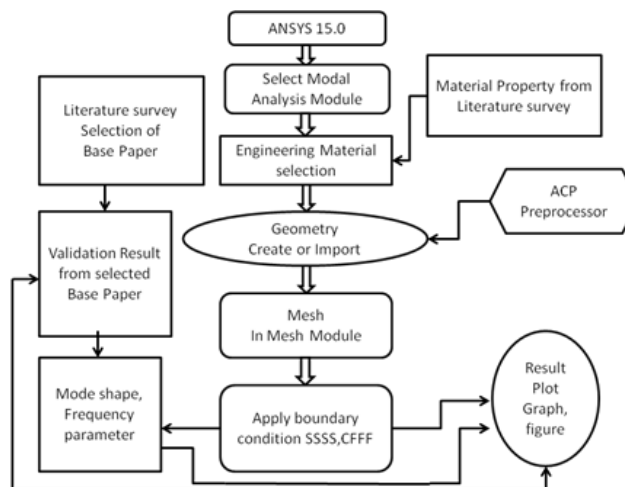 ANSYS 15.0
Select Modal
Analysis Module
Material Property from
Literature survey
Literature survey
Selection of
Base Paper
Engineering Material
selection
ACP
Preprocessor
Geometry
Create or Import
Validation Result
from selected
Base Paper
Mesh
In Mesh Module
Mode shape,
Frequency
parameter
Apply boundary
condition SSSS,CFFF
Result
Plot
Graph,
figure